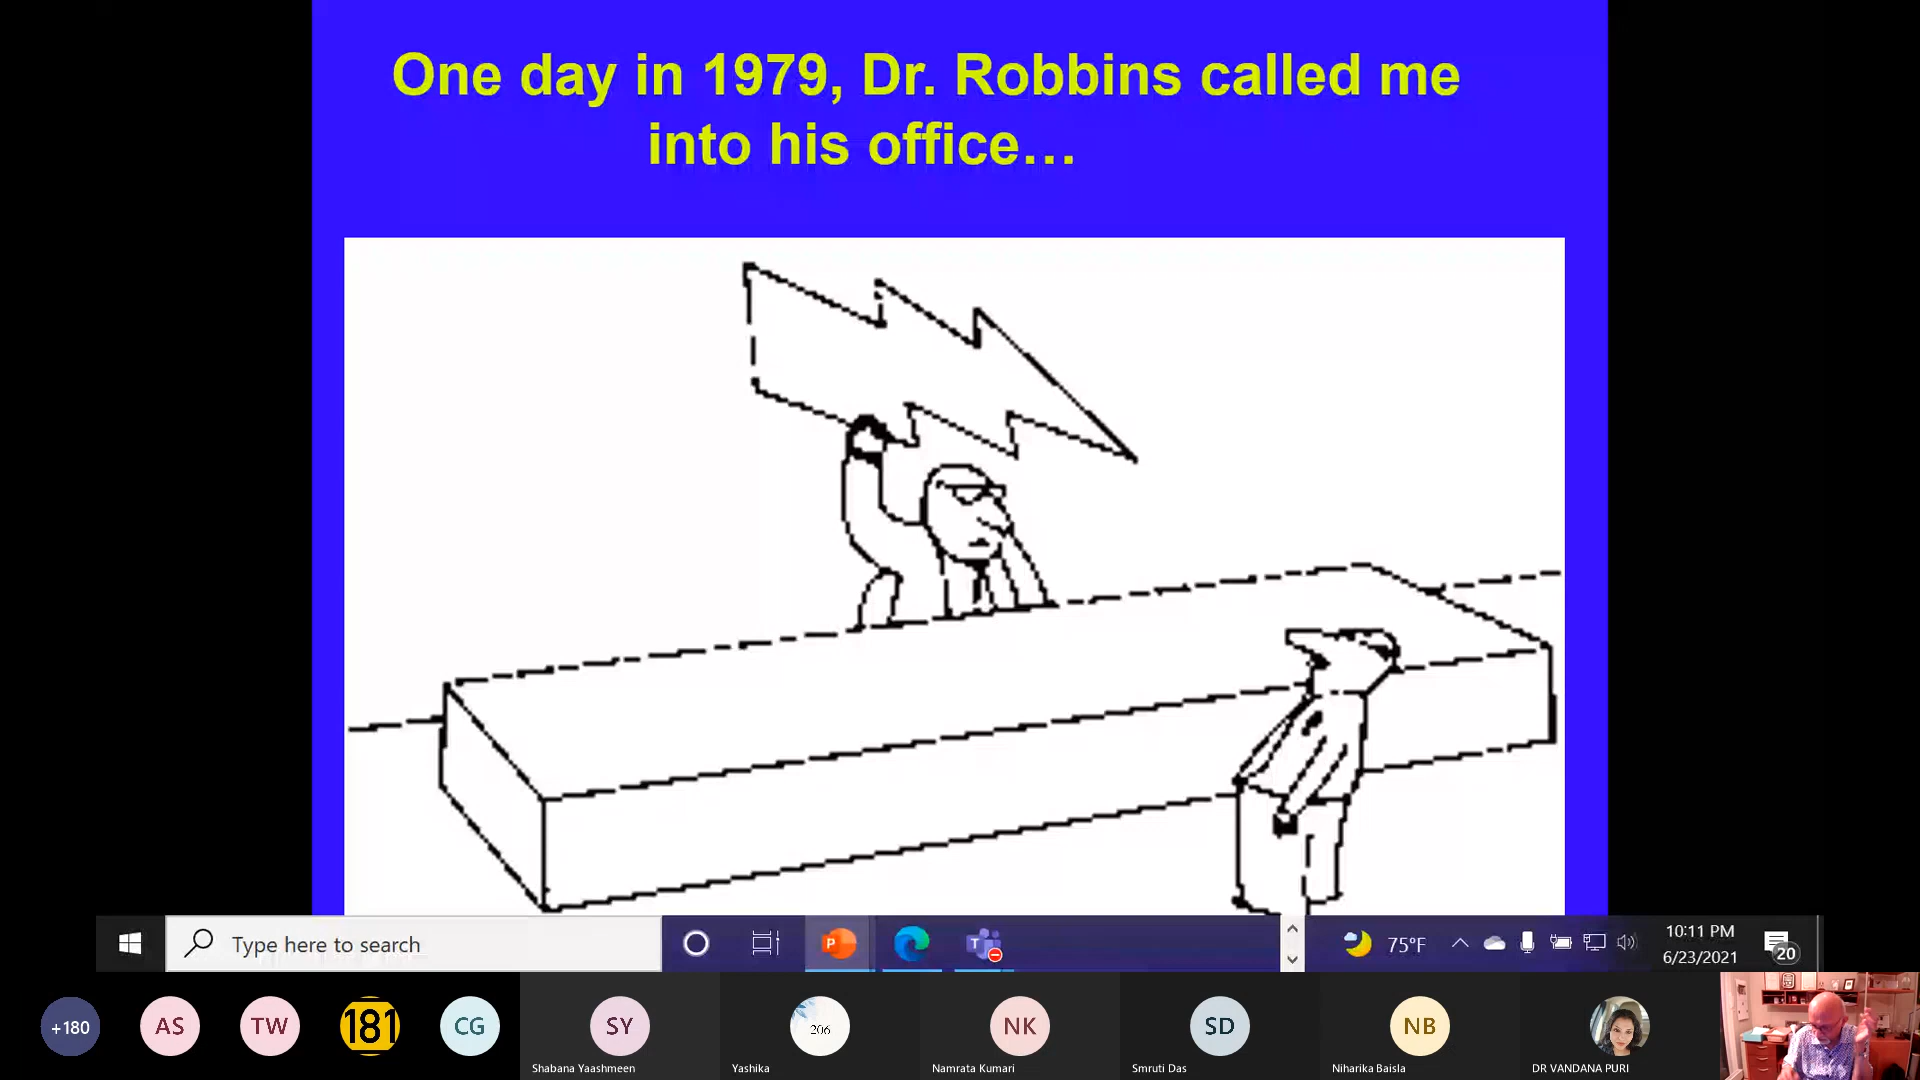 One day in 1979, Dr. Robbins called me
into his office…
Type here to search
75°F
10:11 PM
6/23/2021
20
+180
AS
TW
181
CG
SY
206
NK
SD
NB
Shabana Yaashmeen
Yashika
Namrata Kumari
Smruti Das
Niharika Baisla
DR VANDANA PURI